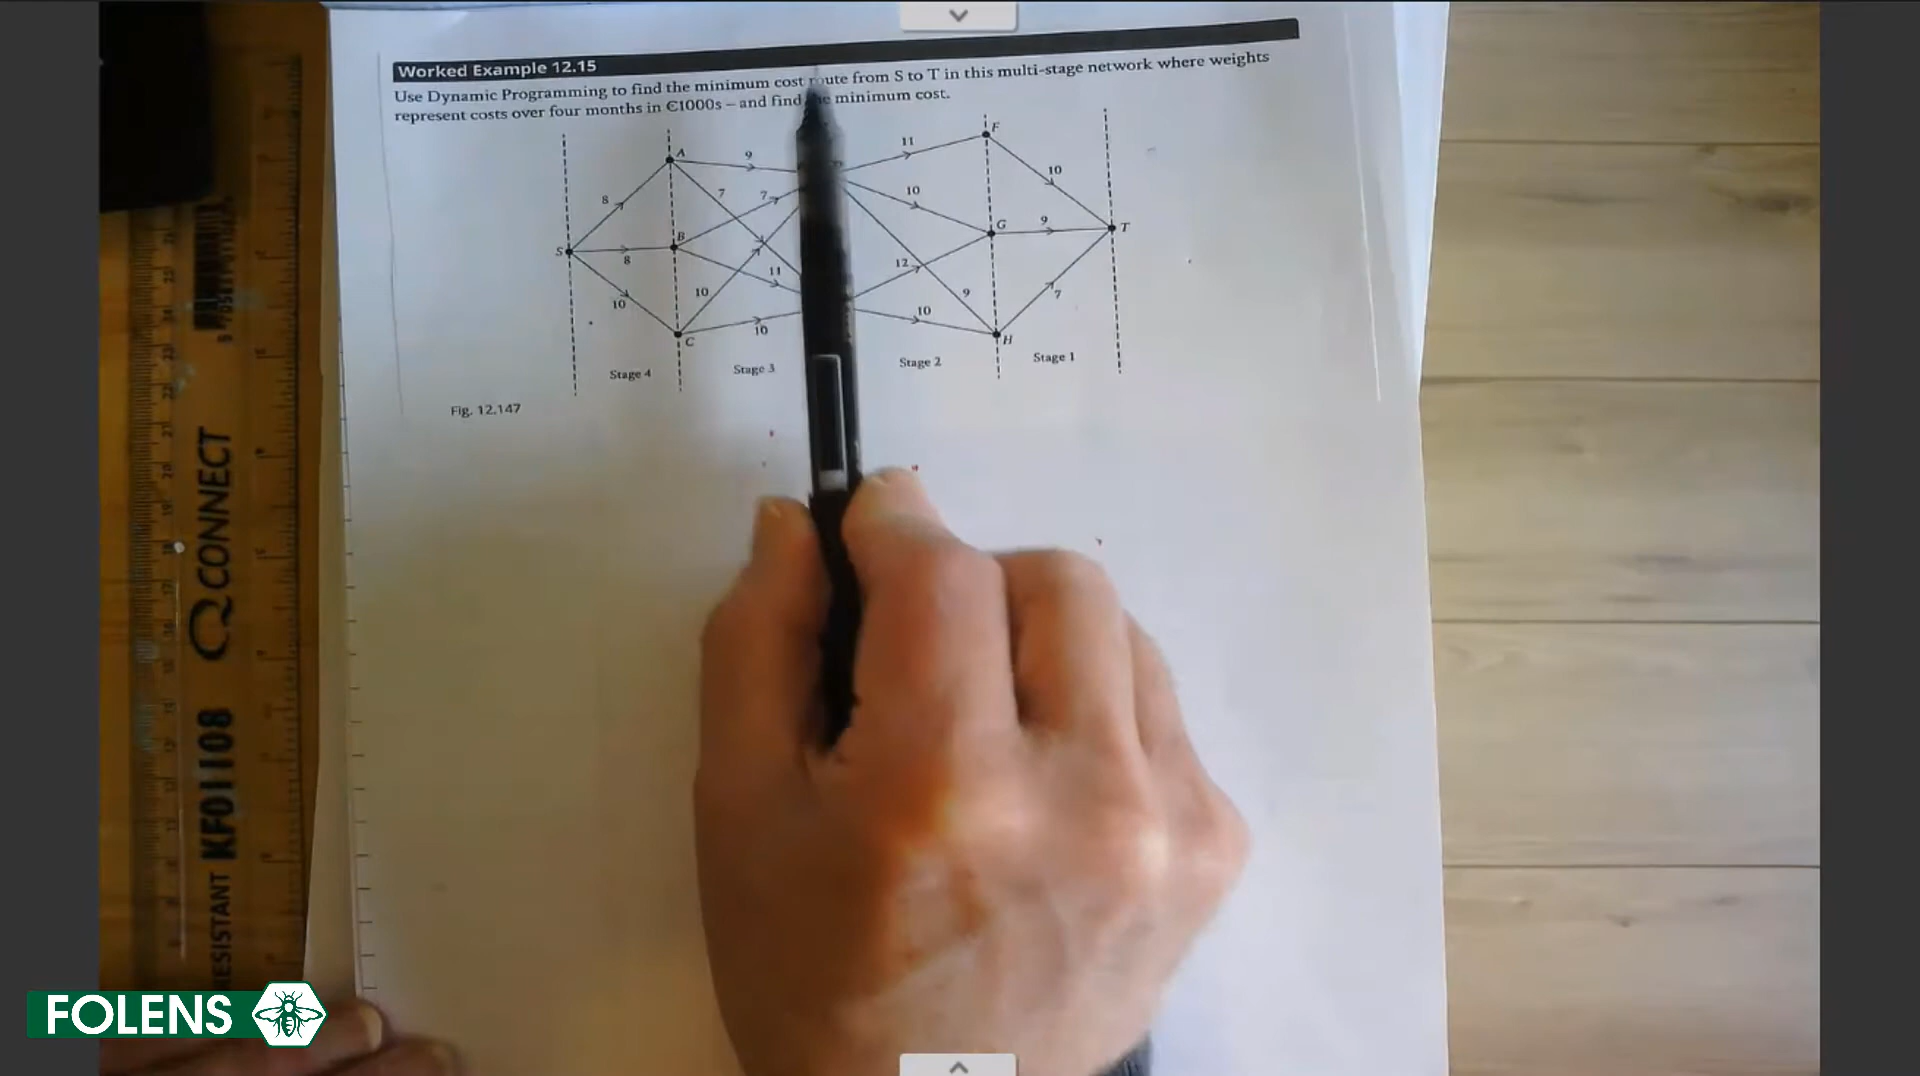 Worked Example 12.15
Use Dynamic Programming to find the minimum cost route from S to T in this multi-stage network where weights
represent costs over four months in €1000s – and find the minimum cost.
F
11
A
9
10
7
7
10
8
G
9
T
B
S
8
12
11
10
9
10
10
7
10
C
H
Stage 4
Stage 3
Stage 2
Stage 1
Fig. 12.147
Q CONNECT
RESISTANT KF01108
FOLENS